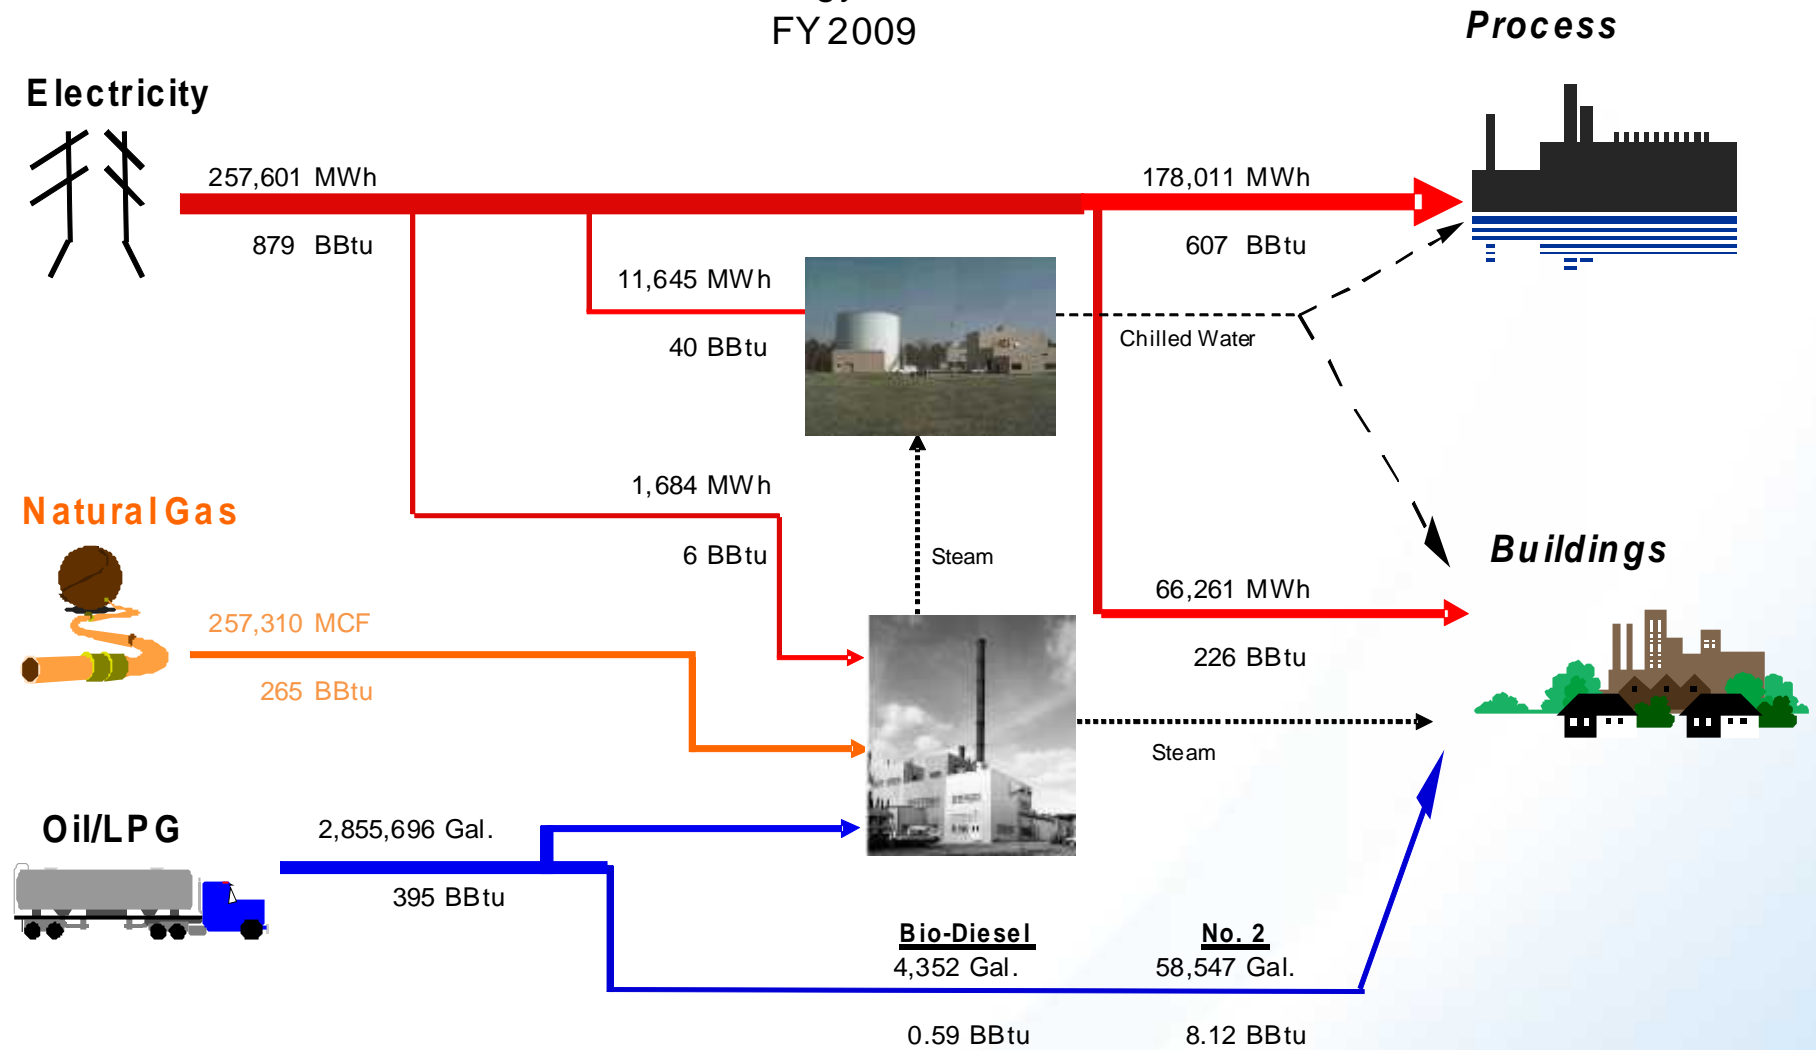 FY 2009
Process
Electricity
257,601 MWh
178,011 MWh
879 BBtu
607 BBtu
11,645 MWh
40 BBtu
Chilled Water
1,684 MWh
Natural Gas
6 BBtu
Steam
Buildings
66,261 MWh
257,310 MCF
226 BBtu
265 BBtu
Steam
Oil/LPG
2,855,696 Gal.
395 BBtu
Bio-Diesel
No. 2
4,352 Gal.
58,547 Gal.
0.59 BBtu
8.12 BBtu